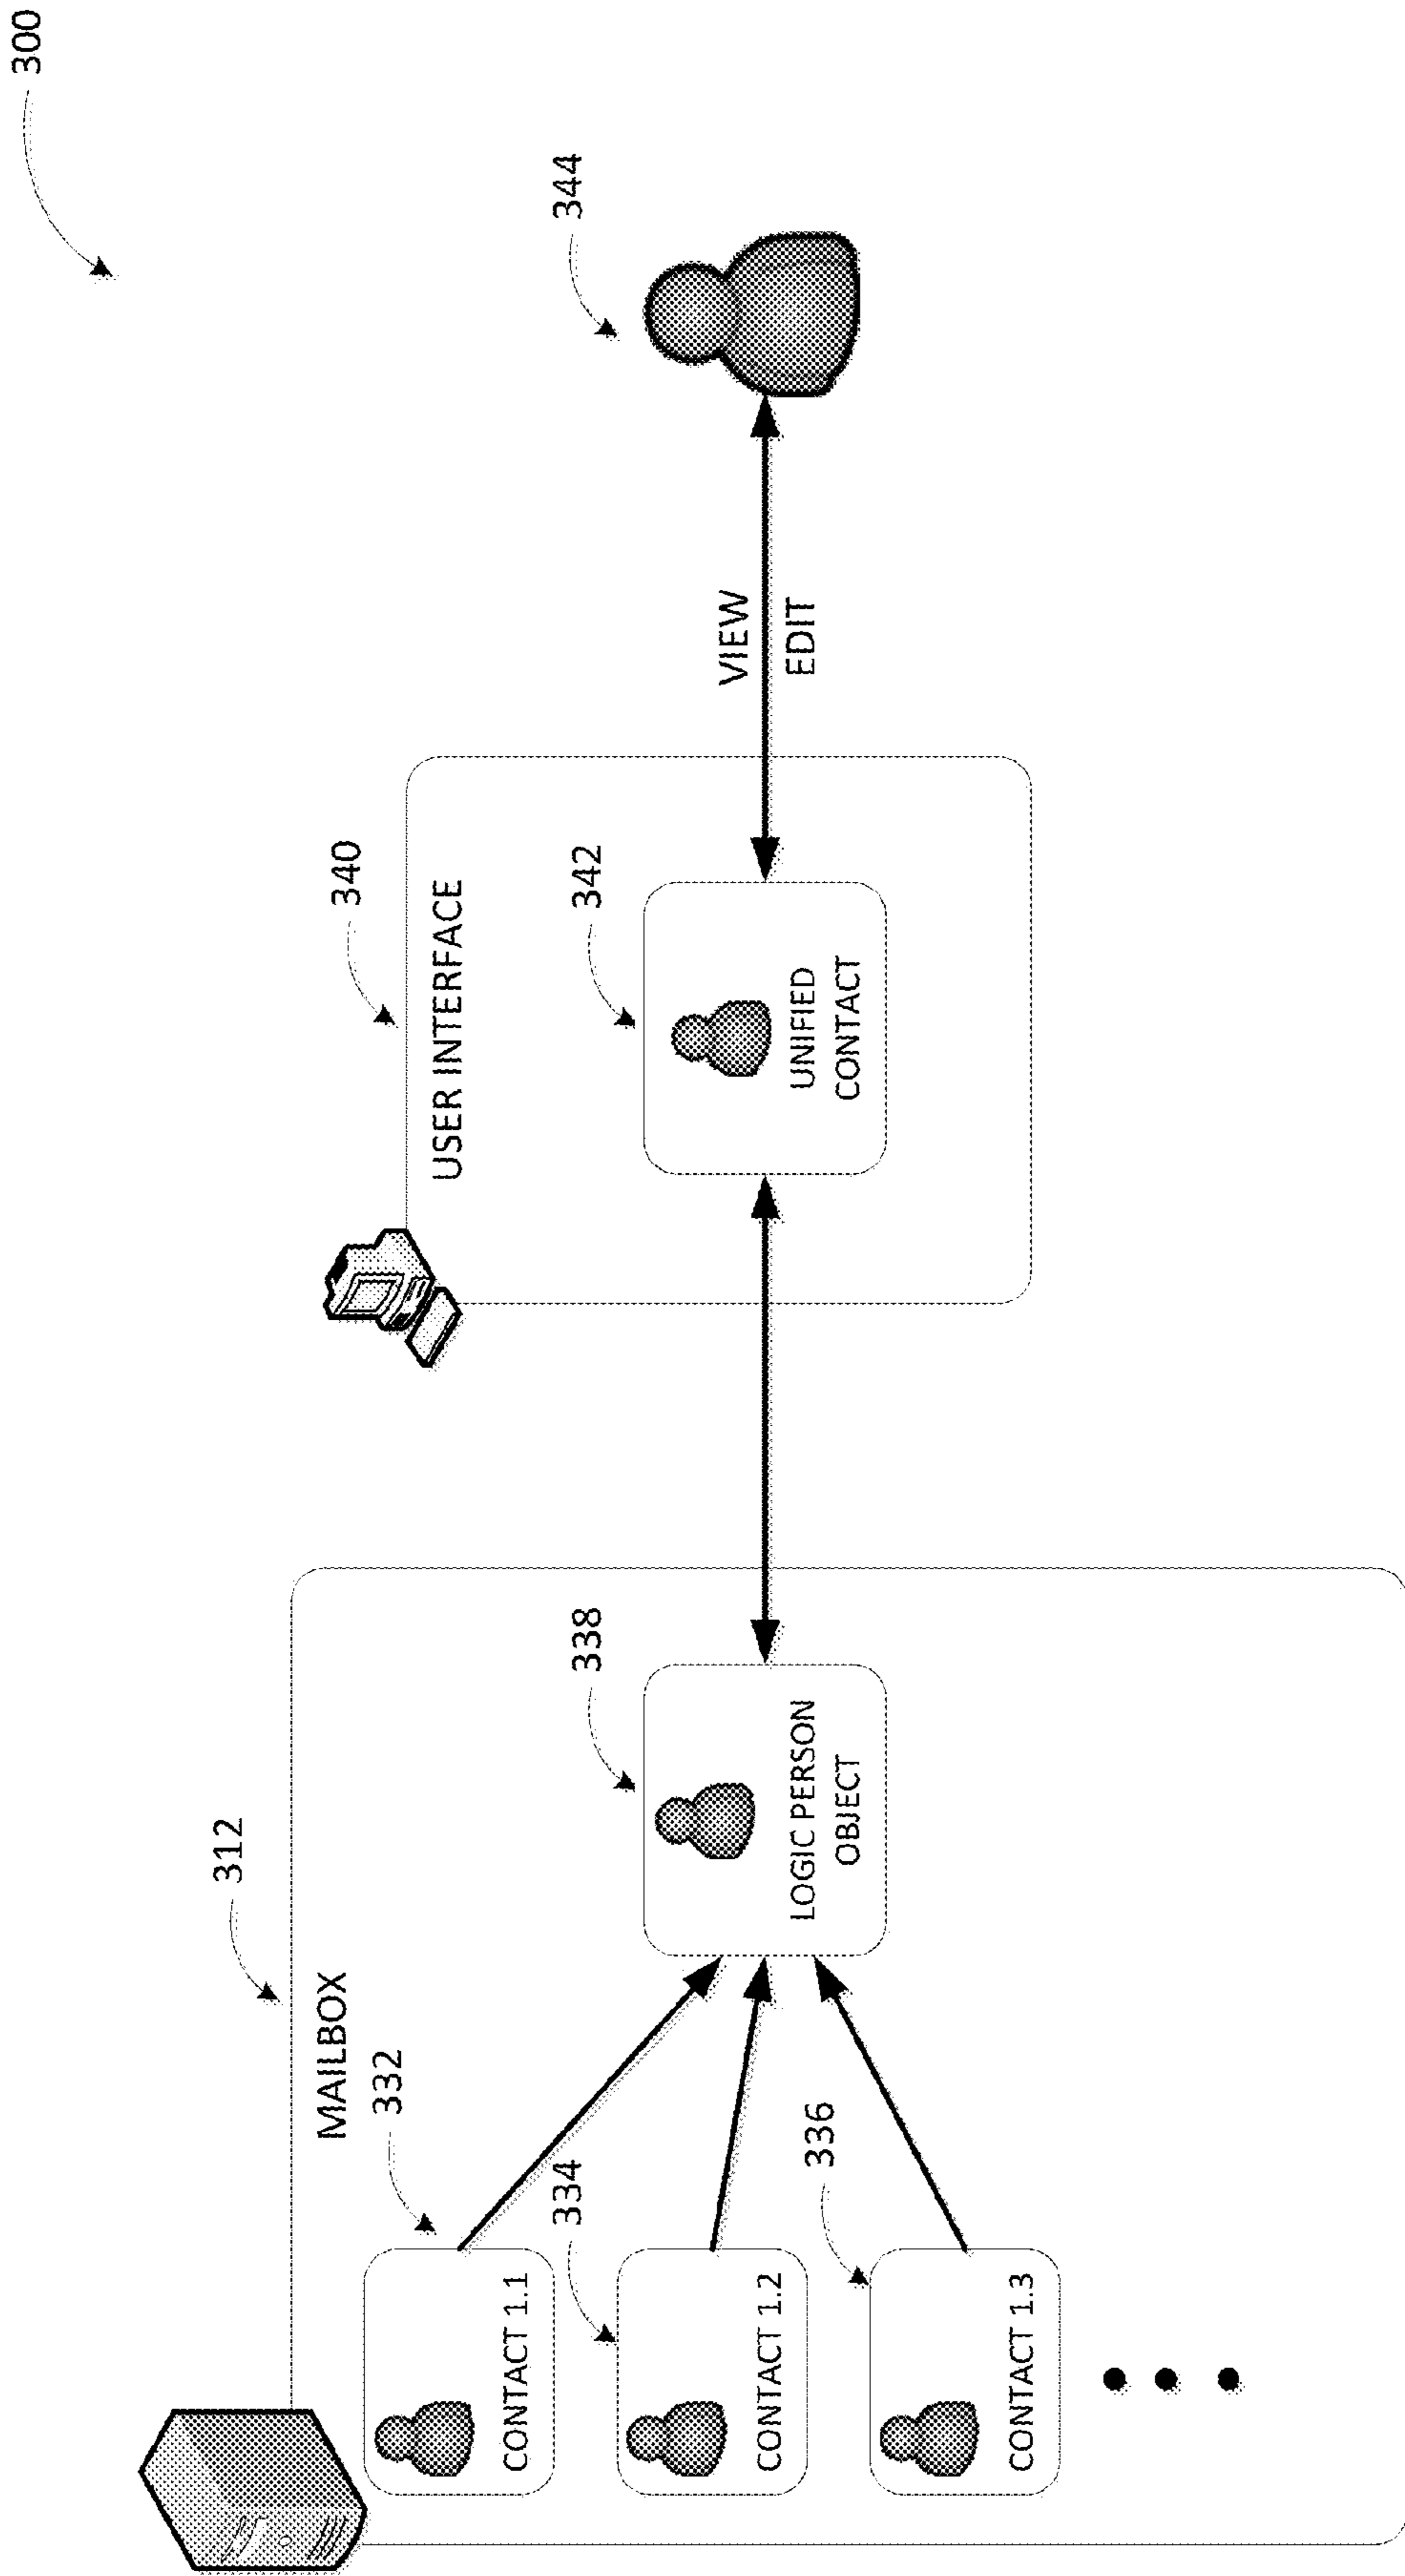 300
312
MAILBOX
332
CONTACT 1.1
334
CONTACT 1.2
336
CONTACT 1.3
338
LOGIC PERSON
OBJECT
340
USER INTERFACE
342
UNIFIED
CONTACT
VIEW
EDIT
344